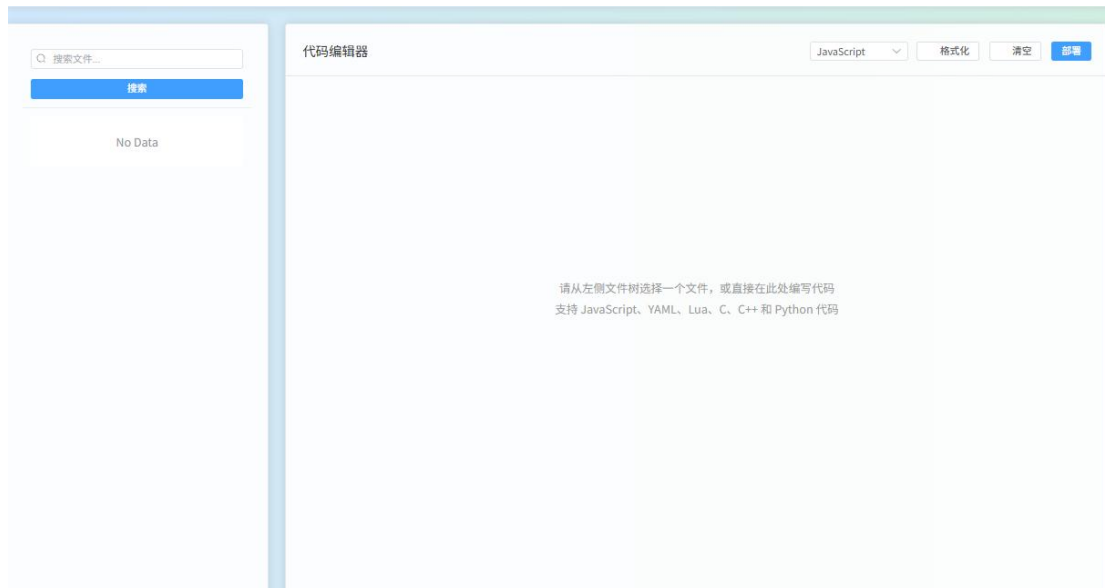 搜索文件...
搜索
No Data
代码编辑器
JavaScript
格式化
清空
部署
请从左侧文件树选择一个文件，或直接在此处编写代码
支持 JavaScript、YAML、Lua、C、C++ 和 Python 代码